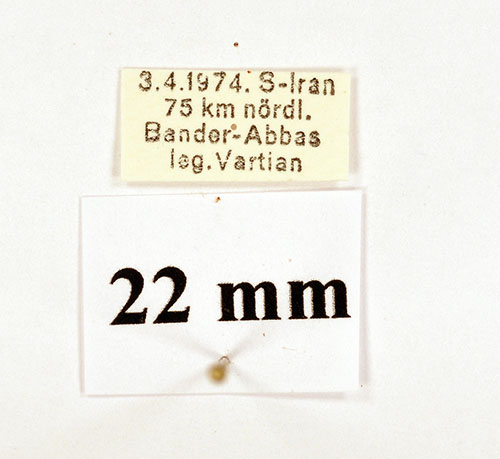 3.4.1974. S-Iran
75 km nördl.
Bander-Abbas
leg. Vartian
22 mm